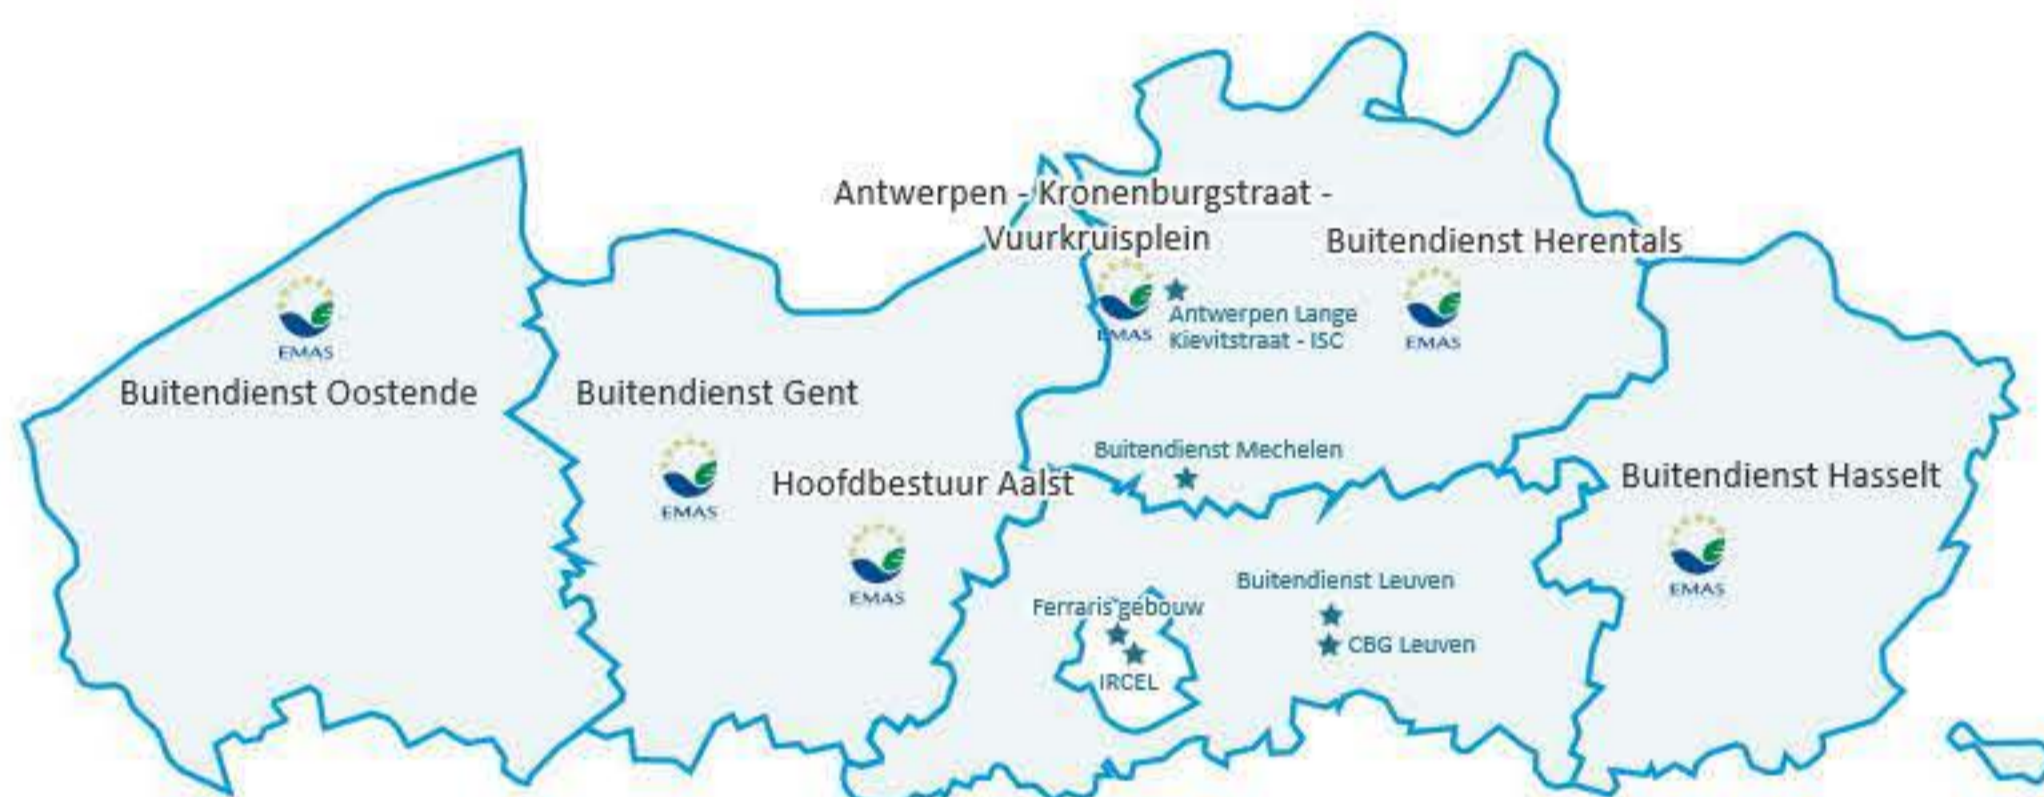 Antwerpen - Kronenburgstraat -
Vuurkruisplein
Buitendienst Herentals
EMAS
Antwerpen Lange
Kievitstraat - ISC
EMAS
EMAS
EMAS
Buitendienst Oostende
Buitendienst Gent
Buitendienst Mechelen
EMAS
Hoofdbestuur Aalst
Buitendienst Hasselt
EMAS
EMAS
Buitendienst Leuven
Ferraris gebouw
CBG Leuven
IRCEL